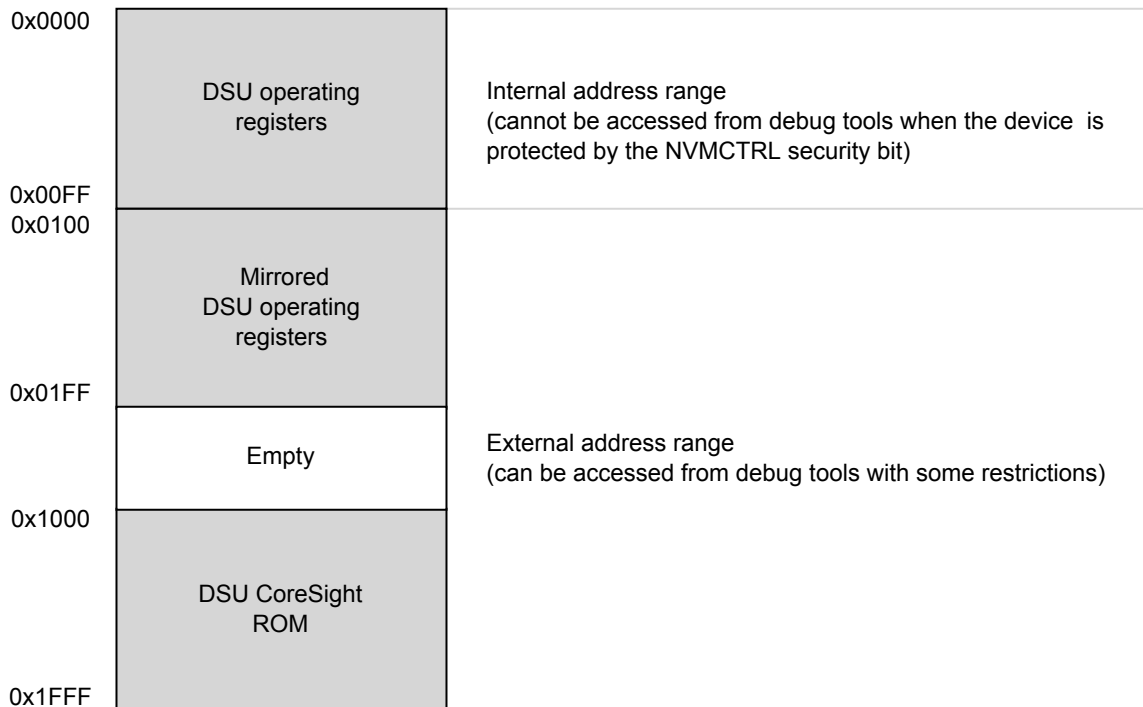 0x0000
DSU operating
registers
Internal address range
(cannot be accessed from debug tools when the device is
protected by the NVMCTRL security bit)
0x00FF
0x0100
Mirrored
DSU operating
registers
0x01FF
Empty
External address range
(can be accessed from debug tools with some restrictions)
0x1000
DSU CoreSight
ROM
0x1FFF